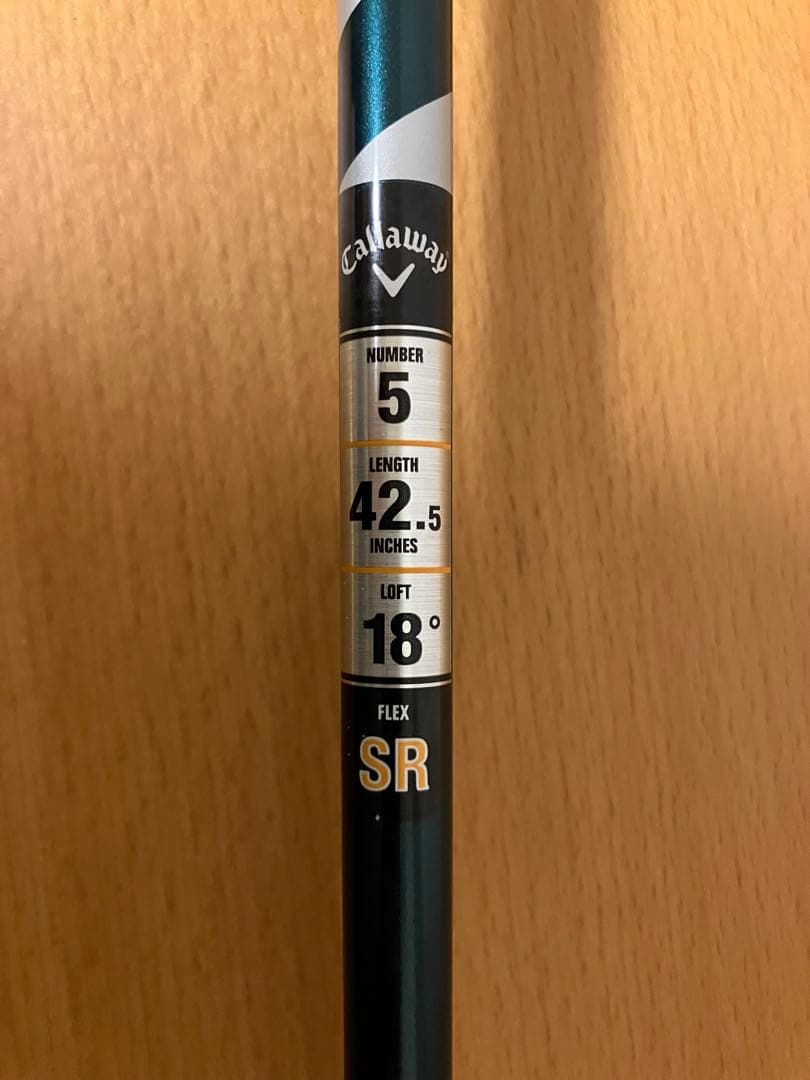 Callaway
NUMBER
5
LENGTH
42.5
INCHES
LOFT
18°
FLEX
SR